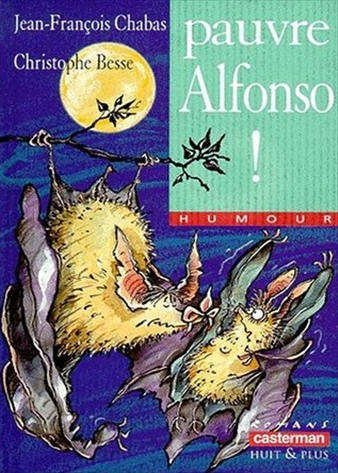 Jean-François Chabas
Christophe Besse
pauvre
Alfonso
!
HUMOUR
ROMANS
casterman
HUIT & PLUS